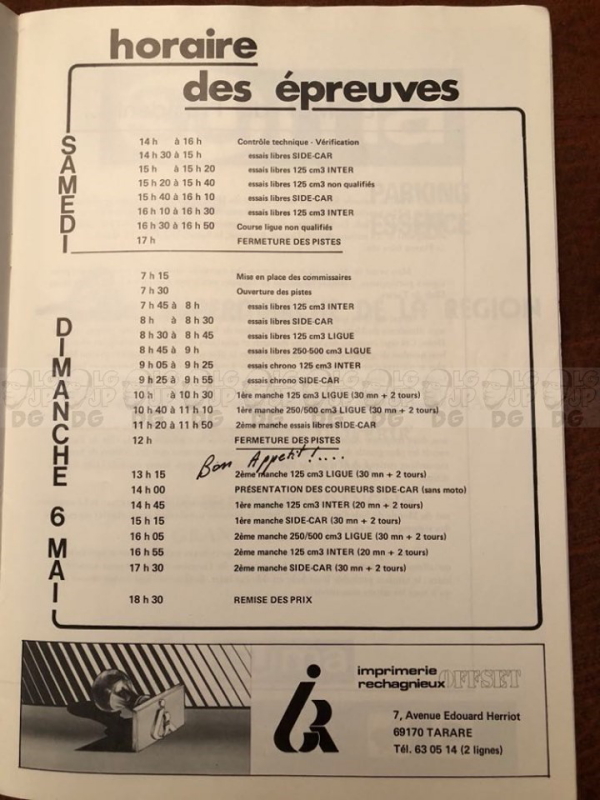 horaire
des épreuves
SAMEDI
14 h à 16 h Contrôle technique - Vérification
14 h 30 à 15 h essais libres SIDE-CAR
15 h à 15 h 20 essais libres 125 cm3 INTER
15 h 20 à 15 h 40 essais libres 125 cm3 non qualifiés
15 h 40 à 16 h 10 essais libres SIDE-CAR
16 h 10 à 16 h 30 essais libres 125 cm3 INTER
16 h 30 à 16 h 50 Course ligue non qualifiés
17 h FERMETURE DES PISTES
DIMANCHE 6 MAI
7 h 15 Mise en place des commissaires
7 h 30 Ouverture des pistes
7 h 45 à 8 h essais libres 125 cm3 INTER
8 h à 8 h 30 essais libres SIDE-CAR
8 h 30 à 8 h 45 essais libres 125 cm3 LIGUE
8 h 45 à 9 h essais libres 250-500 cm3 LIGUE
9 h 05 à 9 h 25 essais chrono 125 cm3 INTER
9 h 25 à 9 h 55 essais chrono SIDE-CAR
10 h à 10 h 30 1ère manche 125 cm3 LIGUE (30 mn + 2 tours)
10 h 40 à 11 h 10 1ère manche 250/500 cm3 LIGUE (30 mn + 2 tours)
11 h 20 à 11 h 50 2ème manche essais libres SIDE-CAR
12 h FERMETURE DES PISTES
Bon Appetit !....
13 h 15 2ème manche 125 cm3 LIGUE (30 mn + 2 tours)
14 h 00 PRÉSENTATION DES COUREURS SIDE-CAR (sans moto)
14 h 45 1ère manche 125 cm3 INTER (20 mn + 2 tours)
15 h 15 1ère manche SIDE-CAR (30 mn + 2 tours)
16 h 05 2ème manche 250/500 cm3 LIGUE (30 mn + 2 tours)
16 h 55 2ème manche 125 cm3 INTER (20 mn + 2 tours)
17 h 30 2ème manche SIDE-CAR (30 mn + 2 tours)
18 h 30 REMISE DES PRIX
imprimerie
rechagnieux OFFSET
7, Avenue Edouard Herriot
69170 TARARE
Tél. 63 05 14 (2 lignes)